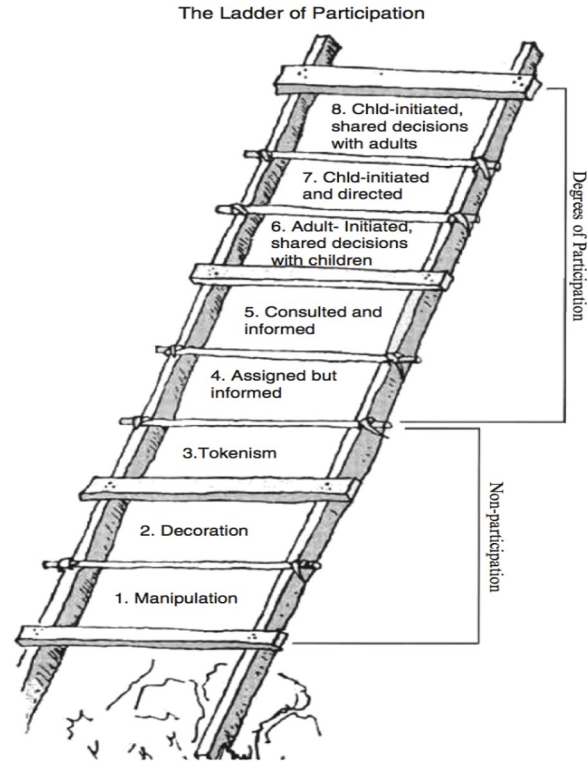 The Ladder of Participation
8. Chld-initiated,
shared decisions
with adults
7. Chld-initiated
and directed
6. Adult- Initiated,
shared decisions
with children
5. Consulted and
informed
4. Assigned but
informed
3.Tokenism
2. Decoration
1. Manipulation
Degrees of Participation
Non-participation